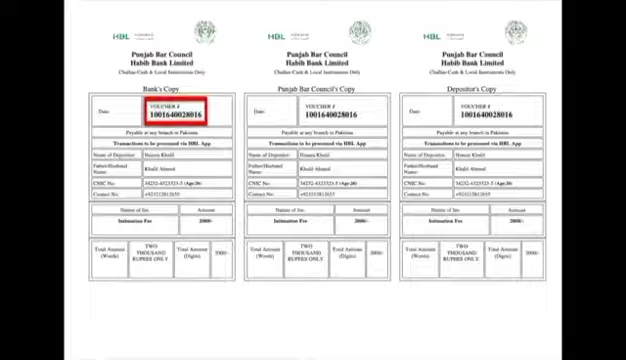 HBL
HBL
HBL
Punjab Bar Council
Habib Bank Limited
Challan-Cash & Local Instruments Only
Bank's Copy
Date:
VOUCHER #
1001640028016
Payable at any branch in Pakistan
Transactions to be processed via HBL App
Name of Depositor
Father/Husband Name
Khalil Ahmed
CNIC No:
Contact No:
Nature of fee
Amount
Intimation Fee
2000/-
Total Amount (Words)
TWO THOUSAND RUPEES ONLY
Total Amount (Digits)
2000/-
Punjab Bar Council
Habib Bank Limited
Challan-Cash & Local Instruments Only
Punjab Bar Council's Copy
Date:
VOUCHER #
1001640028016
Payable at any branch in Pakistan
Transactions to be processed via HBL App
Name of Depositor
Father/Husband Name
Khalil Ahmed
CNIC No:
Contact No:
Nature of fee
Amount
Intimation Fee
2000/-
Total Amount (Words)
TWO THOUSAND RUPEES ONLY
Total Amount (Digits)
2000/-
Punjab Bar Council
Habib Bank Limited
Challan-Cash & Local Instruments Only
Depositor's Copy
Date:
VOUCHER #
1001640028016
Payable at any branch in Pakistan
Transactions to be processed via HBL App
Name of Depositor
Father/Husband Name
Khalil Ahmed
CNIC No:
Contact No:
Nature of fee
Amount
Intimation Fee
2000/-
Total Amount (Words)
TWO THOUSAND RUPEES ONLY
Total Amount (Digits)
2000/-